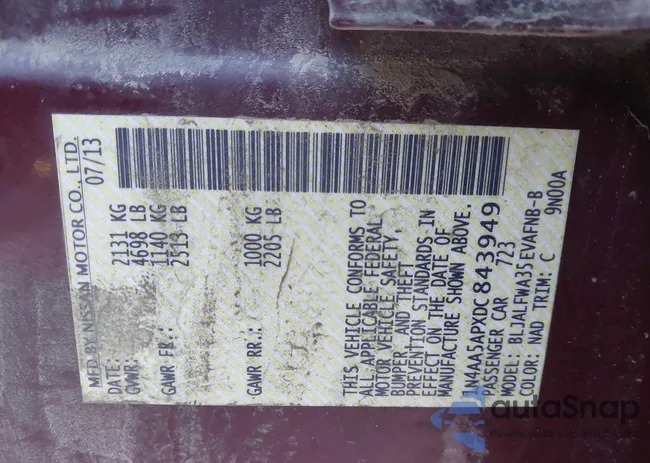 MFD BY NISSAN MOTOR CO., LTD.
DATE: 07/13
GVWR: 2131 KG
4698 LB
GAWR FR.: 1140 KG
2513 LB
GAWR RR.: 1000 KG
2205 LB
THIS VEHICLE CONFORMS TO
ALL APPLICABLE FEDERAL
MOTOR VEHICLE SAFETY,
BUMPER, AND THEFT
PREVENTION STANDARDS IN
EFFECT ON THE DATE OF
MANUFACTURE SHOWN ABOVE.
1N4AA5APXDC843949
PASSENGER CAR 723
MODEL: BLJALFWA35EVAFNB-B
COLOR: NAD TRIM: C 9N00A
autoSnap